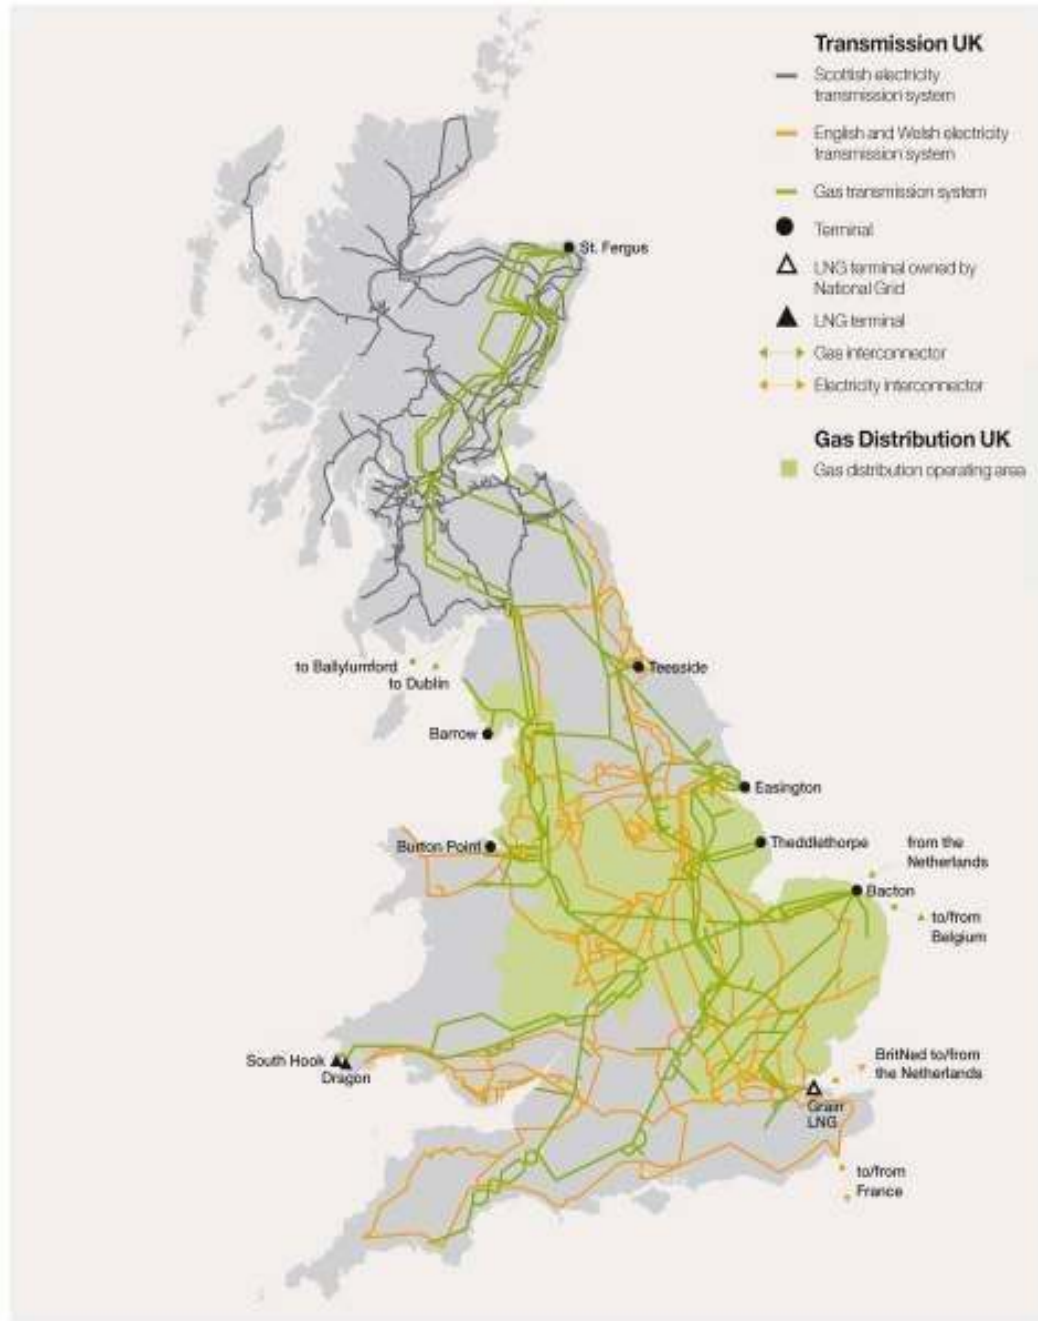 Transmission UK
Scottish electricity
transmission system
English and Welsh electricity
transmission system
Gas transmission system
Terminal
LNG terminal owned by
National Grid
LNG terminal
Gas interconnector
Electricity interconnector
Gas Distribution UK
Gas distribution operating area
St. Fergus
to Ballylumford
to Dublin
Teesside
Barrow
Easington
Burton Point
Theddlethorpe
from the
Netherlands
Bacton
to/from
Belgium
South Hook
Dragon
BritNed to/from
the Netherlands
Grain
LNG
to/from
France